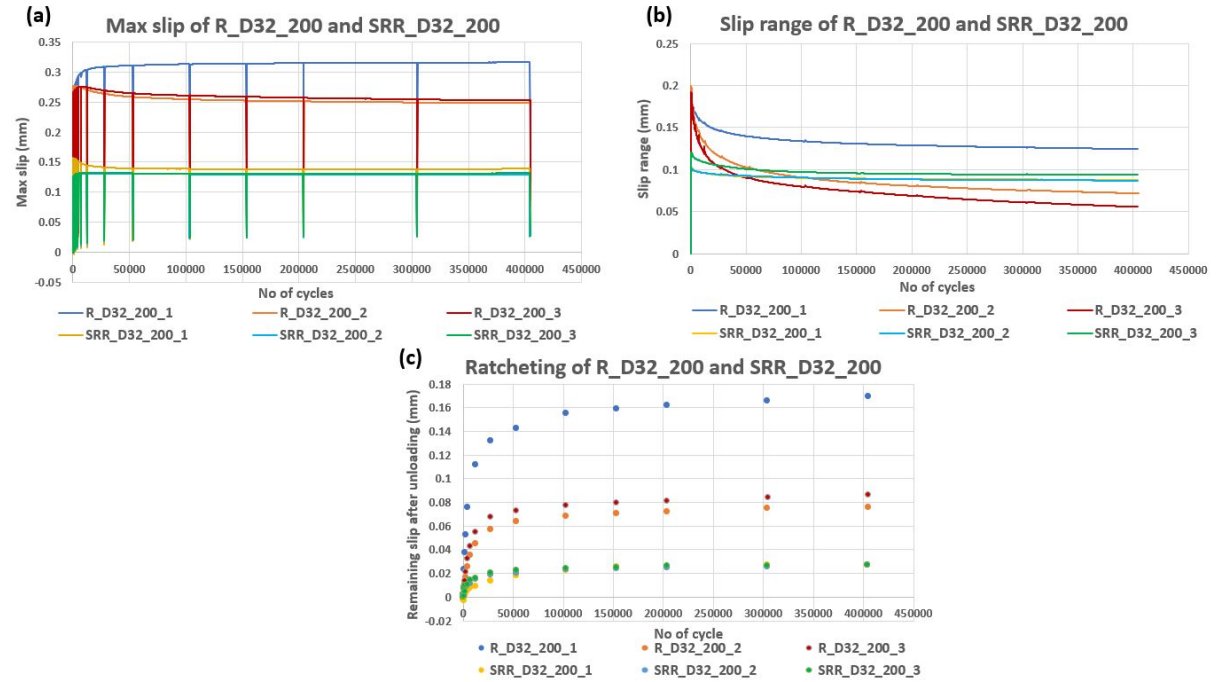 (a)
Max slip of R_D32_200 and SRR_D32_200
Max slip (mm)
0.35
0.3
0.25
0.2
0.15
0.1
0.05
0
-0.05
0 50000 100000 150000 200000 250000 300000 350000 400000 450000
No of cycles
R_D32_200_1 R_D32_200_2 R_D32_200_3
SRR_D32_200_1 SRR_D32_200_2 SRR_D32_200_3
(b)
Slip range of R_D32_200 and SRR_D32_200
Slip range (mm)
0.25
0.2
0.15
0.1
0.05
0
0 50000 100000 150000 200000 250000 300000 350000 400000 450000
No of cycles
R_D32_200_1 R_D32_200_2 R_D32_200_3
SRR_D32_200_1 SRR_D32_200_2 SRR_D32_200_3
(c)
Ratcheting of R_D32_200 and SRR_D32_200
Remaining slip after unloading (mm)
0.18
0.16
0.14
0.12
0.1
0.08
0.06
0.04
0.02
0
-0.02
0 50000 100000 150000 200000 250000 300000 350000 400000 450000
No of cycle
R_D32_200_1 R_D32_200_2 R_D32_200_3
SRR_D32_200_1 SRR_D32_200_2 SRR_D32_200_3